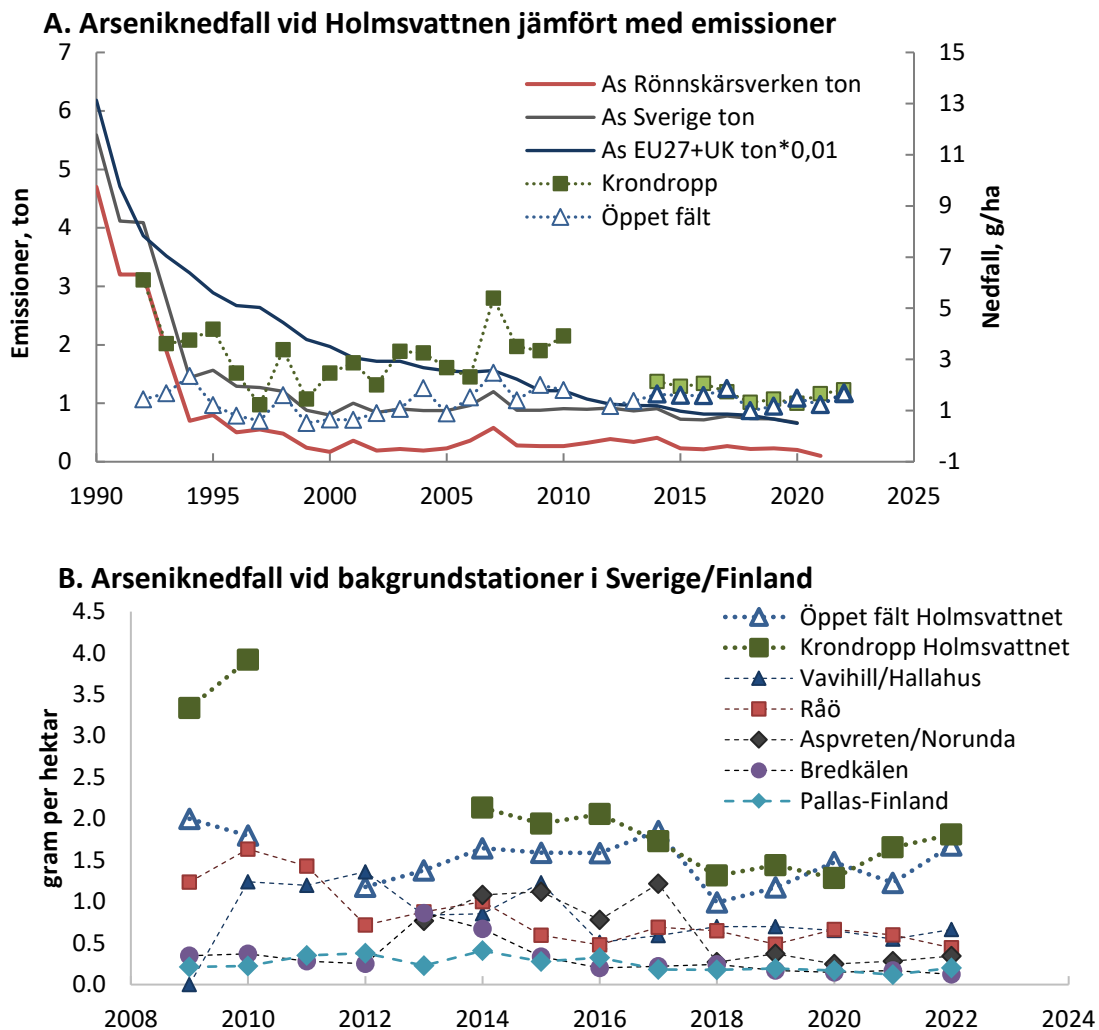 A. Arseniknedfall vid Holmsvattnen jämfört med emissioner
7
6
5
4
3
2
1
0
Emissioner, ton
15
13
11
9
7
5
3
1
-1
Nedfall, g/ha
As Rönnskärsverken ton
As Sverige ton
As EU27+UK ton*0,01
Krondropp
Öppet fält
1990 1995 2000 2005 2010 2015 2020 2025
B. Arseniknedfall vid bakgrundstationer i Sverige/Finland
4.5
4.0
3.5
3.0
2.5
2.0
1.5
1.0
0.5
0.0
gram per hektar
Öppet fält Holmsvattnet
Krondropp Holmsvattnet
Vavihill/Hallahus
Råö
Aspvreten/Norunda
Bredkälen
Pallas-Finland
2008 2010 2012 2014 2016 2018 2020 2022 2024